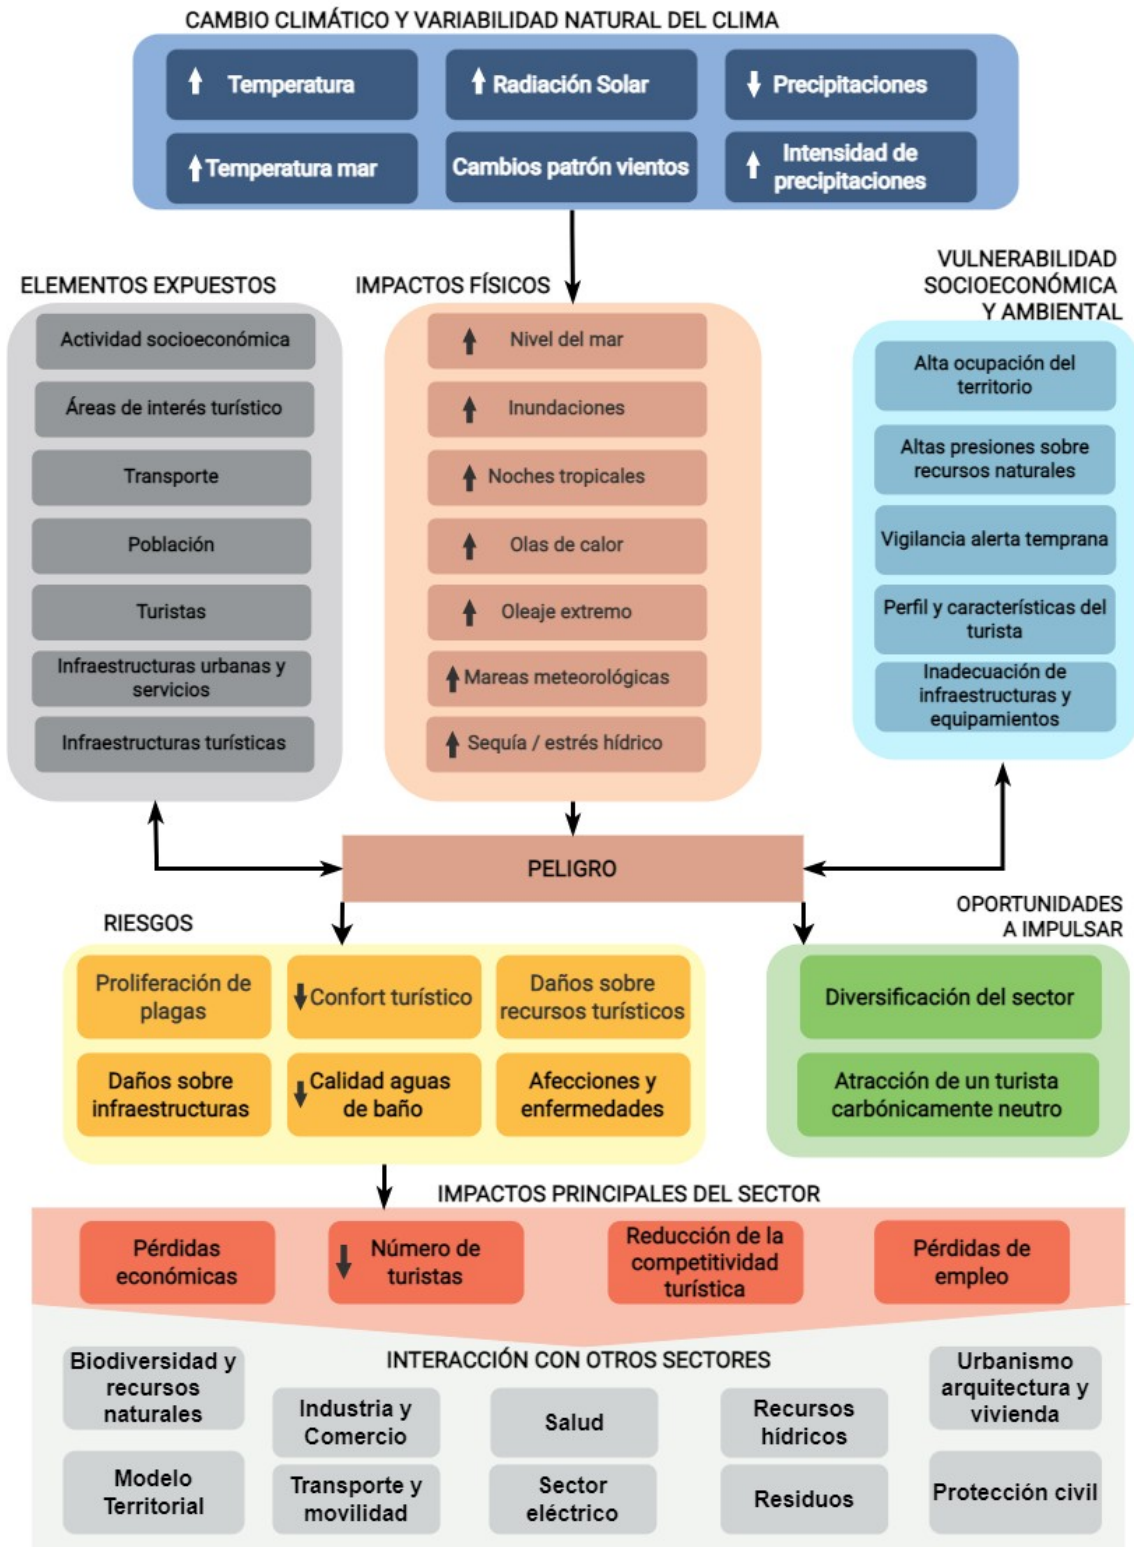 CAMBIO CLIMÁTICO Y VARIABILIDAD NATURAL DEL CLIMA
Temperatura
Radiación Solar
Precipitaciones
Temperatura mar
Cambios patrón vientos
Intensidad de
precipitaciones
ELEMENTOS EXPUESTOS
Actividad socioeconómica
Áreas de interés turístico
Transporte
Población
Turistas
Infraestructuras urbanas y
servicios
Infraestructuras turísticas
IMPACTOS FÍSICOS
Nivel del mar
Inundaciones
Noches tropicales
Olas de calor
Oleaje extremo
Mareas meteorológicas
Sequía / estrés hídrico
VULNERABILIDAD
SOCIOECONÓMICA
Y AMBIENTAL
Alta ocupación del
territorio
Altas presiones sobre
recursos naturales
Vigilancia alerta temprana
Perfil y características del
turista
Inadecuación de
infraestructuras y
equipamientos
PELIGRO
RIESGOS
Proliferación de
plagas
Confort turístico
Daños sobre
recursos turísticos
Daños sobre
infraestructuras
Calidad aguas
de baño
Afecciones y
enfermedades
OPORTUNIDADES
A IMPULSAR
Diversificación del sector
Atracción de un turista
carbónicamente neutro
IMPACTOS PRINCIPALES DEL SECTOR
Pérdidas
económicas
Número de
turistas
Reducción de la
competitividad
turística
Pérdidas de
empleo
INTERACCIÓN CON OTROS SECTORES
Biodiversidad y
recursos
naturales
Industria y
Comercio
Salud
Recursos
hídricos
Urbanismo
arquitectura y
vivienda
Modelo
Territorial
Transporte y
movilidad
Sector
eléctrico
Residuos
Protección civil